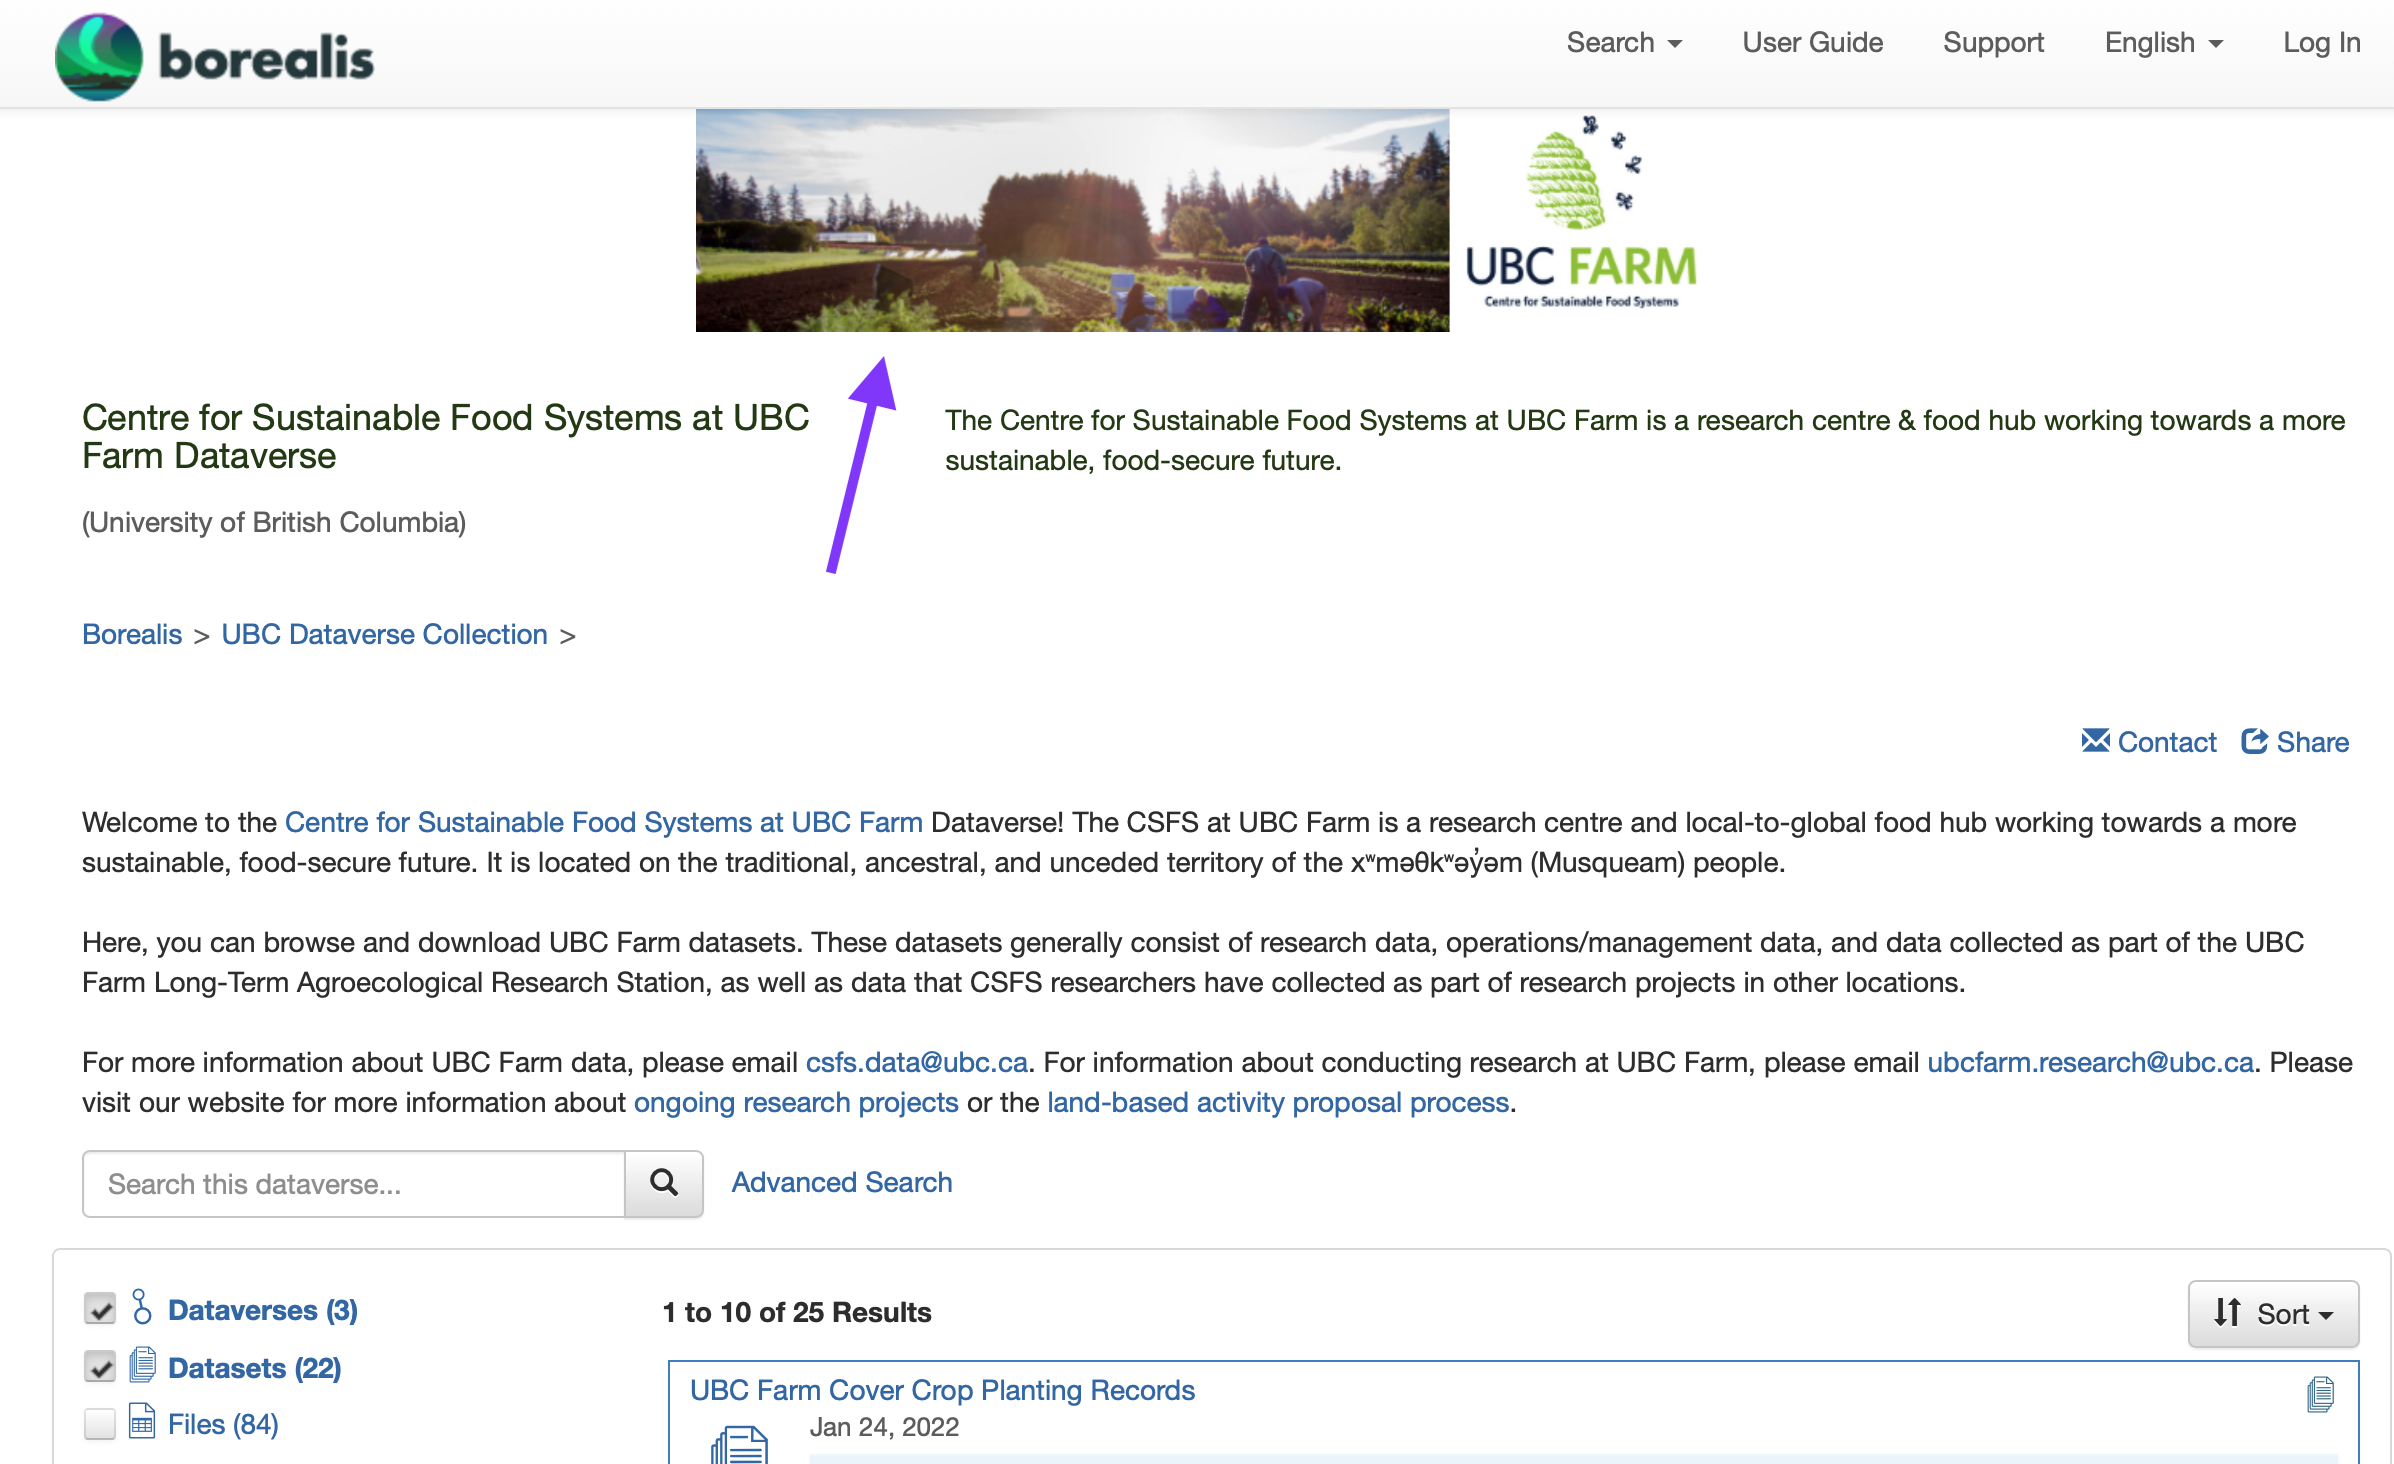 borealis
Search
User Guide
Support
English
Log In
UBC FARM
Centre for Sustainable Food Systems
Centre for Sustainable Food Systems at UBC
Farm Dataverse
(University of British Columbia)
The Centre for Sustainable Food Systems at UBC Farm is a research centre & food hub working towards a more
sustainable, food-secure future.
Borealis > UBC Dataverse Collection >
Contact Share
Welcome to the Centre for Sustainable Food Systems at UBC Farm Dataverse! The CSFS at UBC Farm is a research centre and local-to-global food hub working towards a more
sustainable, food-secure future. It is located on the traditional, ancestral, and unceded territory of the xʷməθkʷəy̓əm (Musqueam) people.
Here, you can browse and download UBC Farm datasets. These datasets generally consist of research data, operations/management data, and data collected as part of the UBC
Farm Long-Term Agroecological Research Station, as well as data that CSFS researchers have collected as part of research projects in other locations.
For more information about UBC Farm data, please email csfs.data@ubc.ca. For information about conducting research at UBC Farm, please email ubcfarm.research@ubc.ca. Please
visit our website for more information about ongoing research projects or the land-based activity proposal process.
Search this dataverse...
Advanced Search
Dataverses (3)
Datasets (22)
Files (84)
1 to 10 of 25 Results
Sort
UBC Farm Cover Crop Planting Records
Jan 24, 2022